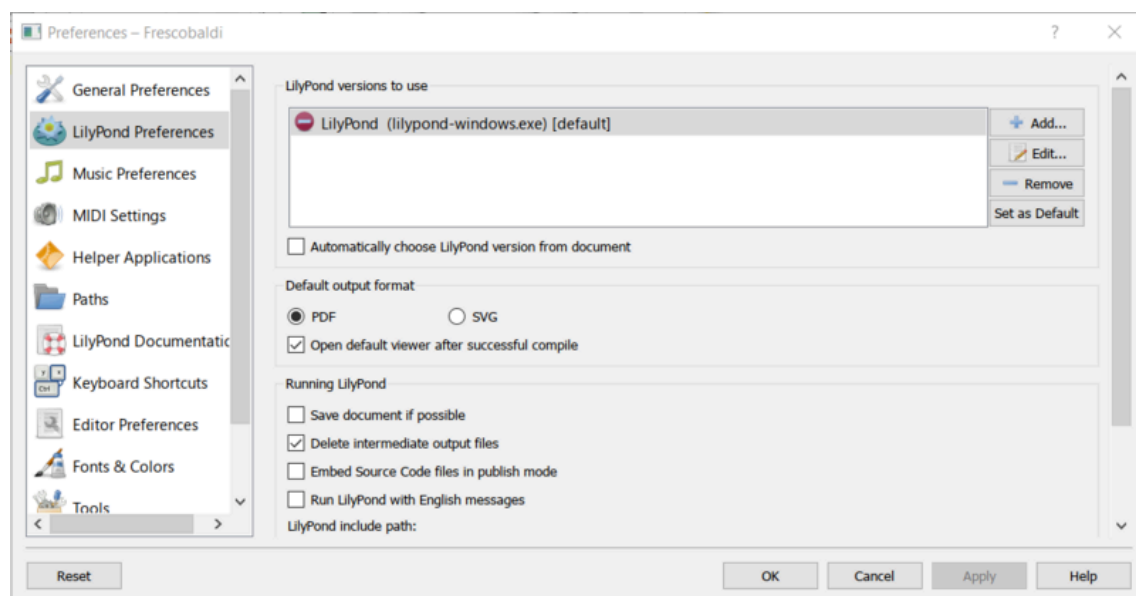 Preferences – Frescobaldi
General Preferences
LilyPond Preferences
Music Preferences
MIDI Settings
Helper Applications
Paths
LilyPond Documentatic
Keyboard Shortcuts
Editor Preferences
Fonts & Colors
Tools
LilyPond versions to use
LilyPond (lilypond-windows.exe) [default]
Add...
Edit...
Remove
Set as Default
Automatically choose LilyPond version from document
Default output format
PDF SVG
Open default viewer after successful compile
Running LilyPond
Save document if possible
Delete intermediate output files
Embed Source Code files in publish mode
Run LilyPond with English messages
LilyPond include path:
Reset OK Cancel Apply Help